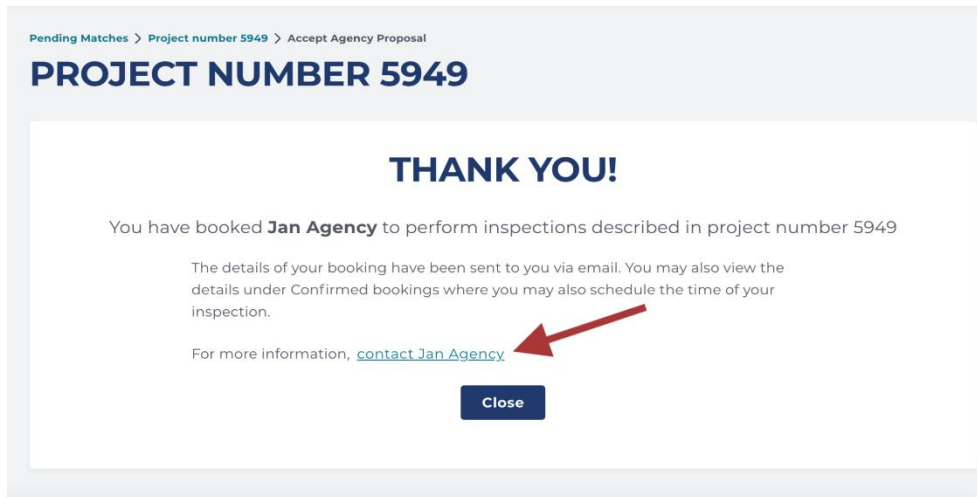 Pending Matches > Project number 5949 > Accept Agency Proposal
PROJECT NUMBER 5949
THANK YOU!
You have booked Jan Agency to perform inspections described in project number 5949
The details of your booking have been sent to you via email. You may also view the
details under Confirmed bookings where you may also schedule the time of your
inspection.
For more information, contact Jan Agency
Close